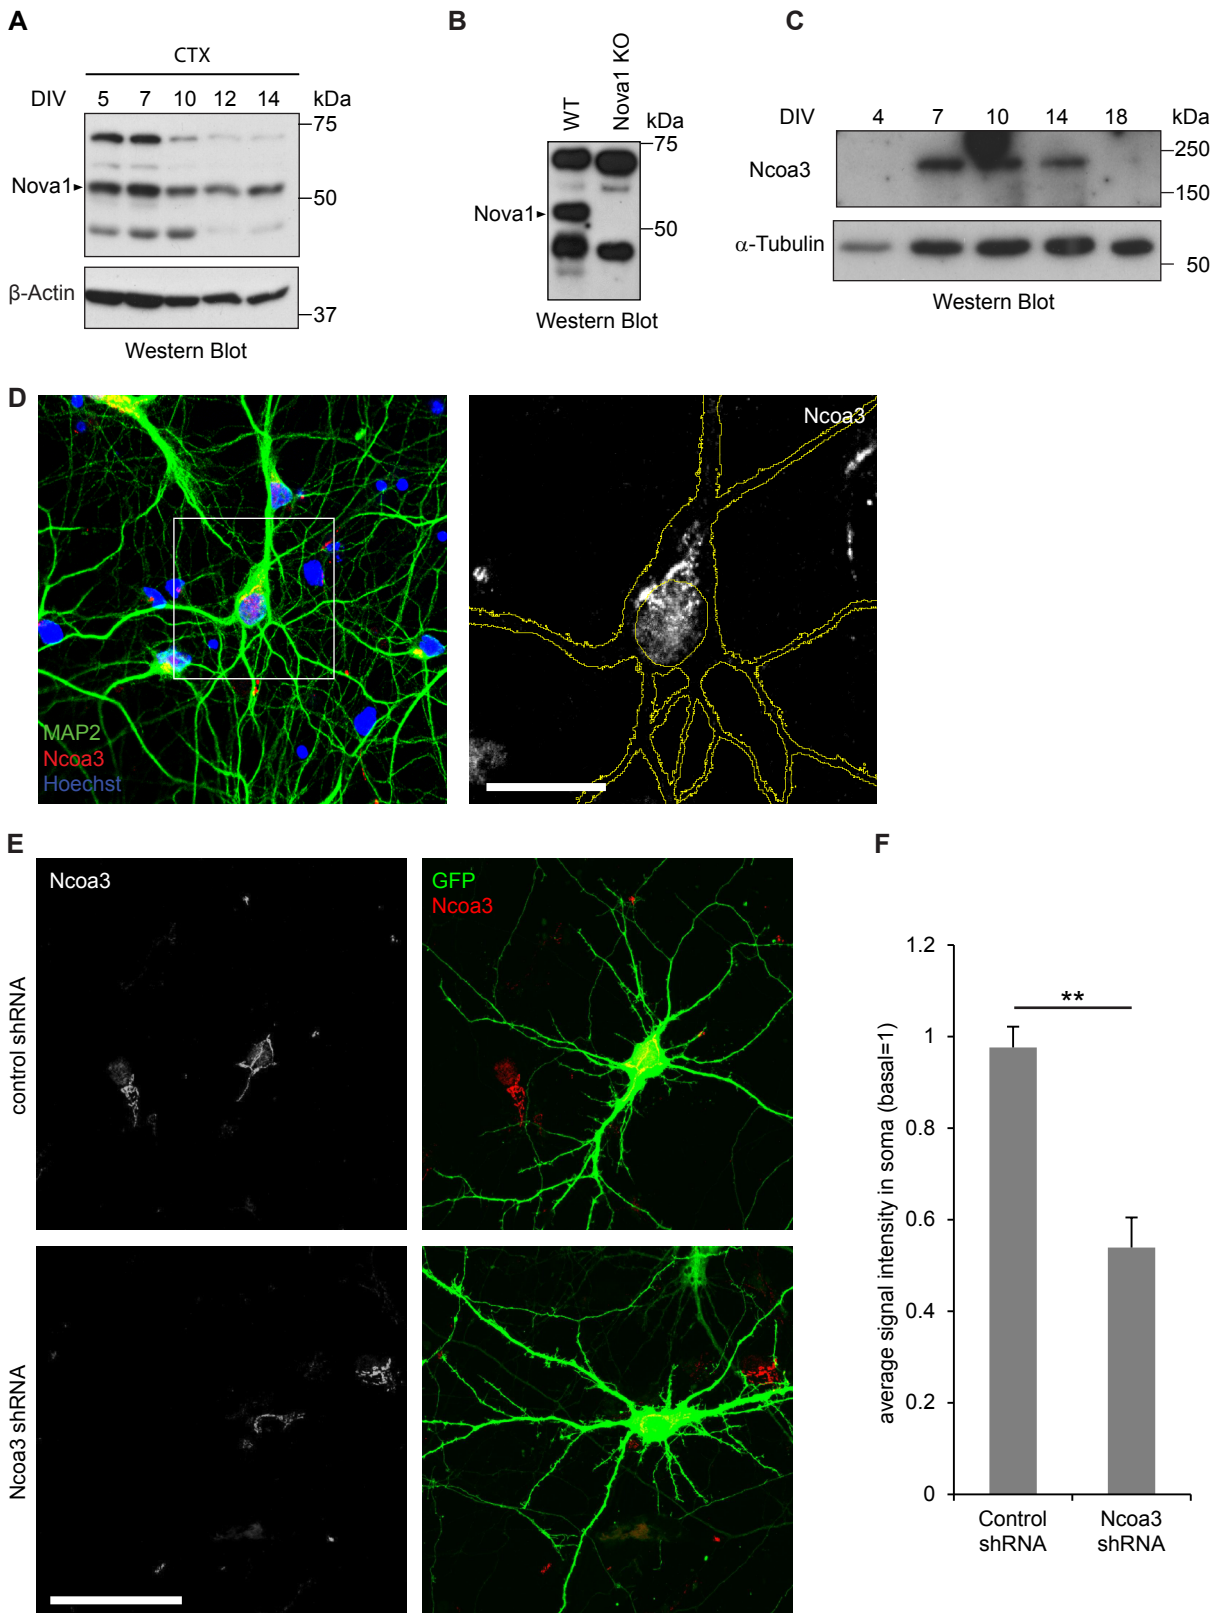 A
CTX
DIV 5 7 10 12 14 kDa
75
Nova1
50
β-Actin
37
Western Blot
B
WT
Nova1 KO
kDa
75
Nova1
50
Western Blot
C
DIV 4 7 10 14 18 kDa
250
Ncoa3
150
α-Tubulin
50
Western Blot
D
MAP2
Ncoa3
Hoechst
Ncoa3
E
control shRNA
Ncoa3
GFP
Ncoa3
Ncoa3 shRNA
F
average signal intensity in soma (basal=1)
1.2
1
0.8
0.6
0.4
0.2
0
**
Control
shRNA
Ncoa3
shRNA